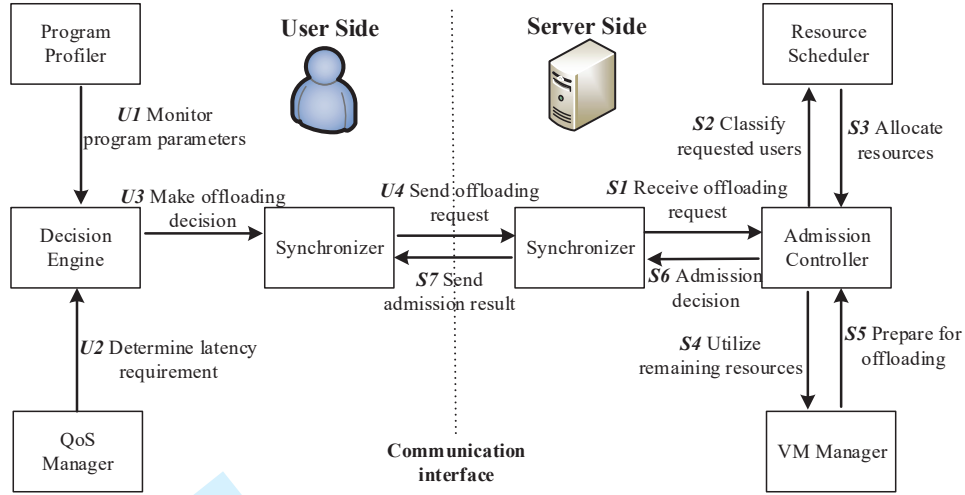 Program
Profiler
User Side
Server Side
Resource
Scheduler
U1 Monitor
program parameters
S2 Classify
requested users
S3 Allocate
resources
U3 Make offloading
decision
U4 Send offloading
request
S1 Receive offloading
request
Decision
Engine
Synchronizer
Synchronizer
Admission
Controller
S7 Send
admission result
S6 Admission
decision
U2 Determine latency
requirement
S4 Utilize
remaining resources
S5 Prepare for
offloading
QoS
Manager
Communication
interface
VM Manager